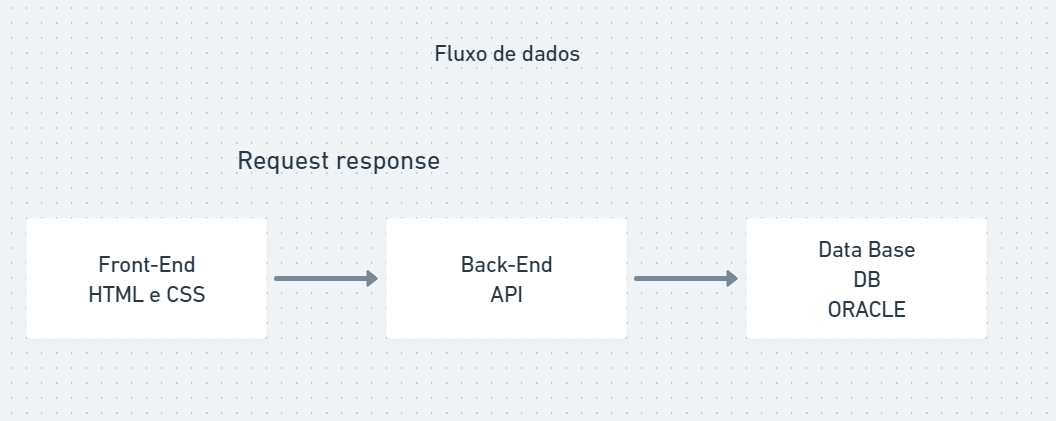 Fluxo de dados
Request response
Front-End
HTML e CSS
Back-End
API
Data Base
DB
ORACLE